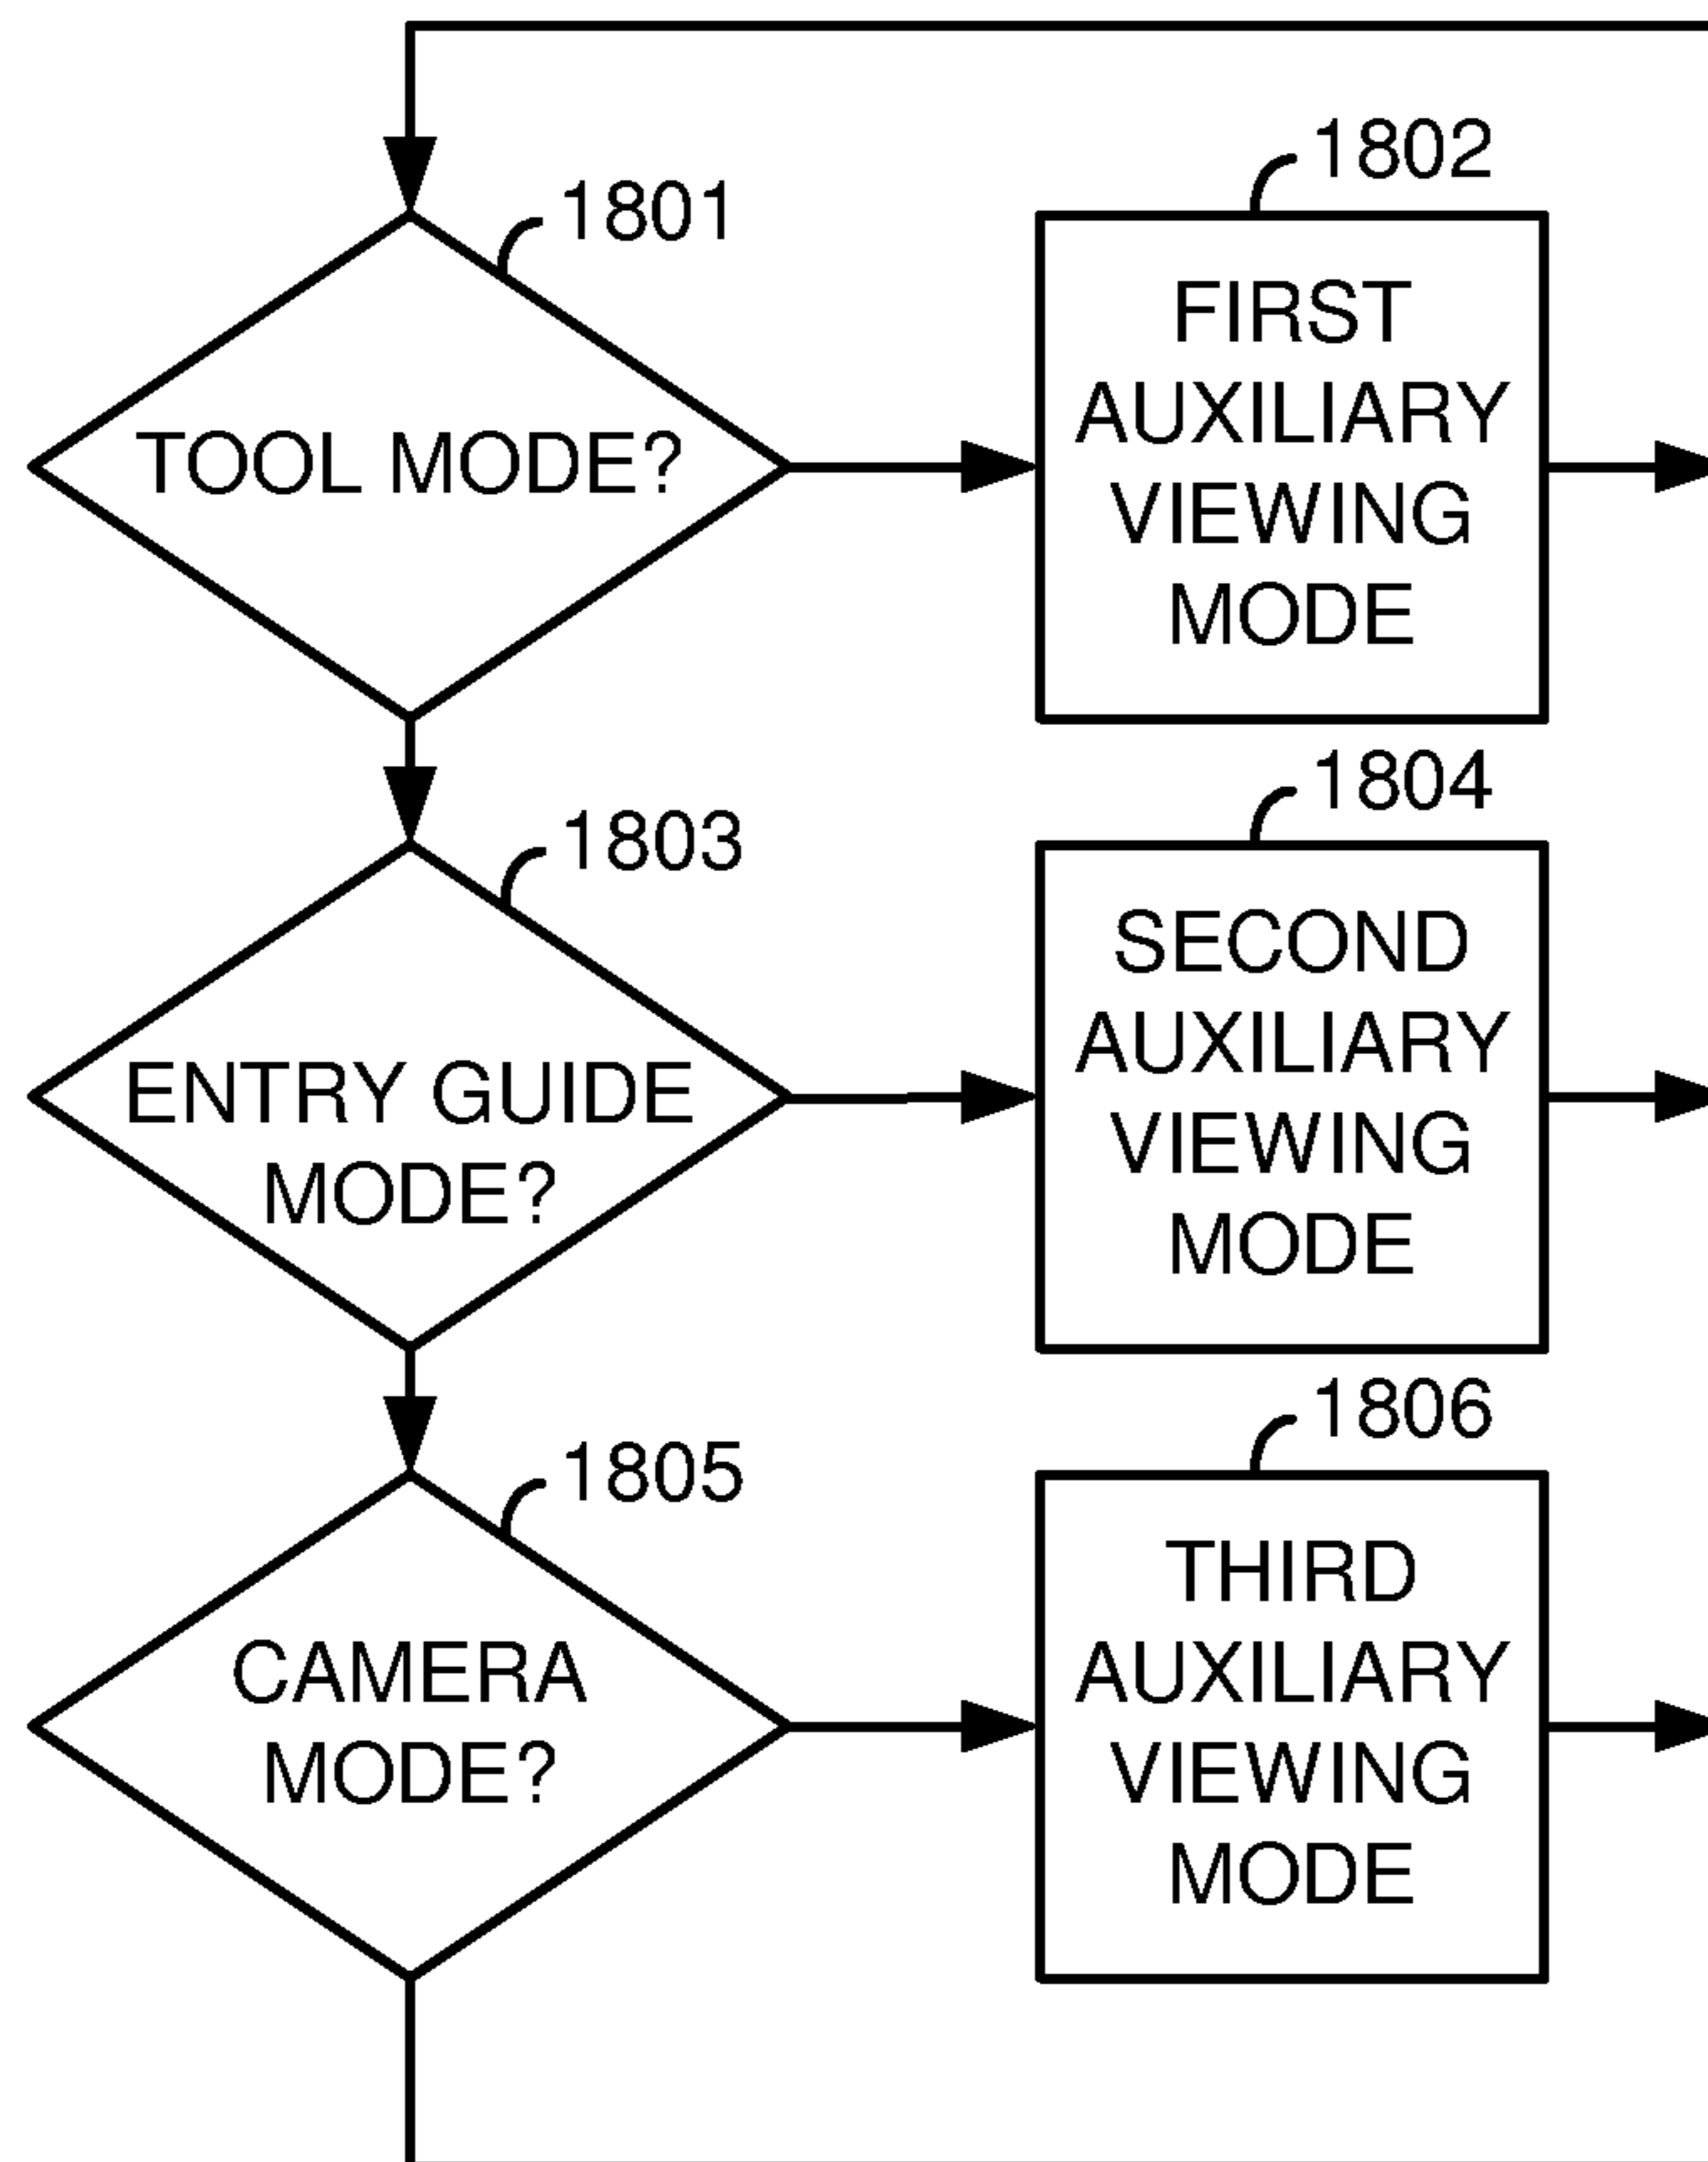 1801
TOOL MODE?
1802
FIRST
AUXILIARY
VIEWING
MODE
1803
ENTRY GUIDE
MODE?
1804
SECOND
AUXILIARY
VIEWING
MODE
1805
CAMERA
MODE?
1806
THIRD
AUXILIARY
VIEWING
MODE